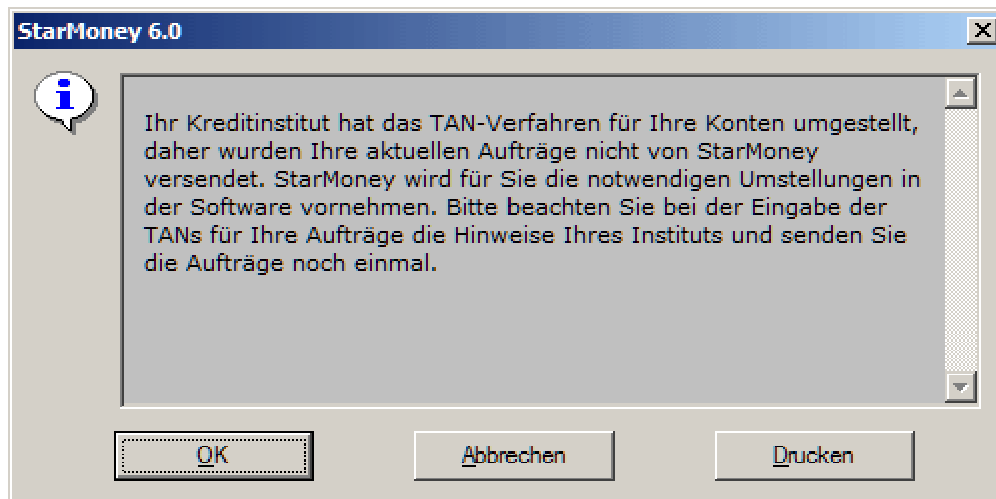 StarMoney 6.0
Ihr Kreditinstitut hat das TAN-Verfahren für Ihre Konten umgestellt,
daher wurden Ihre aktuellen Aufträge nicht von StarMoney
versendet. StarMoney wird für Sie die notwendigen Umstellungen in
der Software vornehmen. Bitte beachten Sie bei der Eingabe der
TANs für Ihre Aufträge die Hinweise Ihres Instituts und senden Sie
die Aufträge noch einmal.
OK
Abbrechen
Drucken